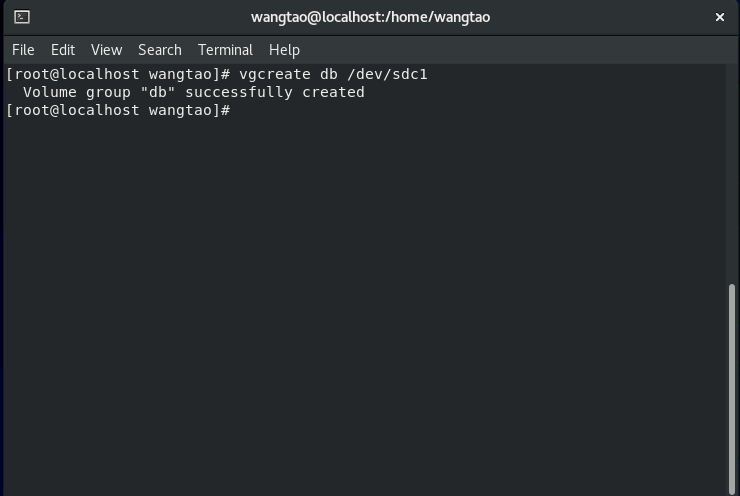 wangtao@localhost:/home/wangtao
File Edit View Search Terminal Help
[root@localhost wangtao]# vgcreate db /dev/sdc1
  Volume group "db" successfully created
[root@localhost wangtao]#